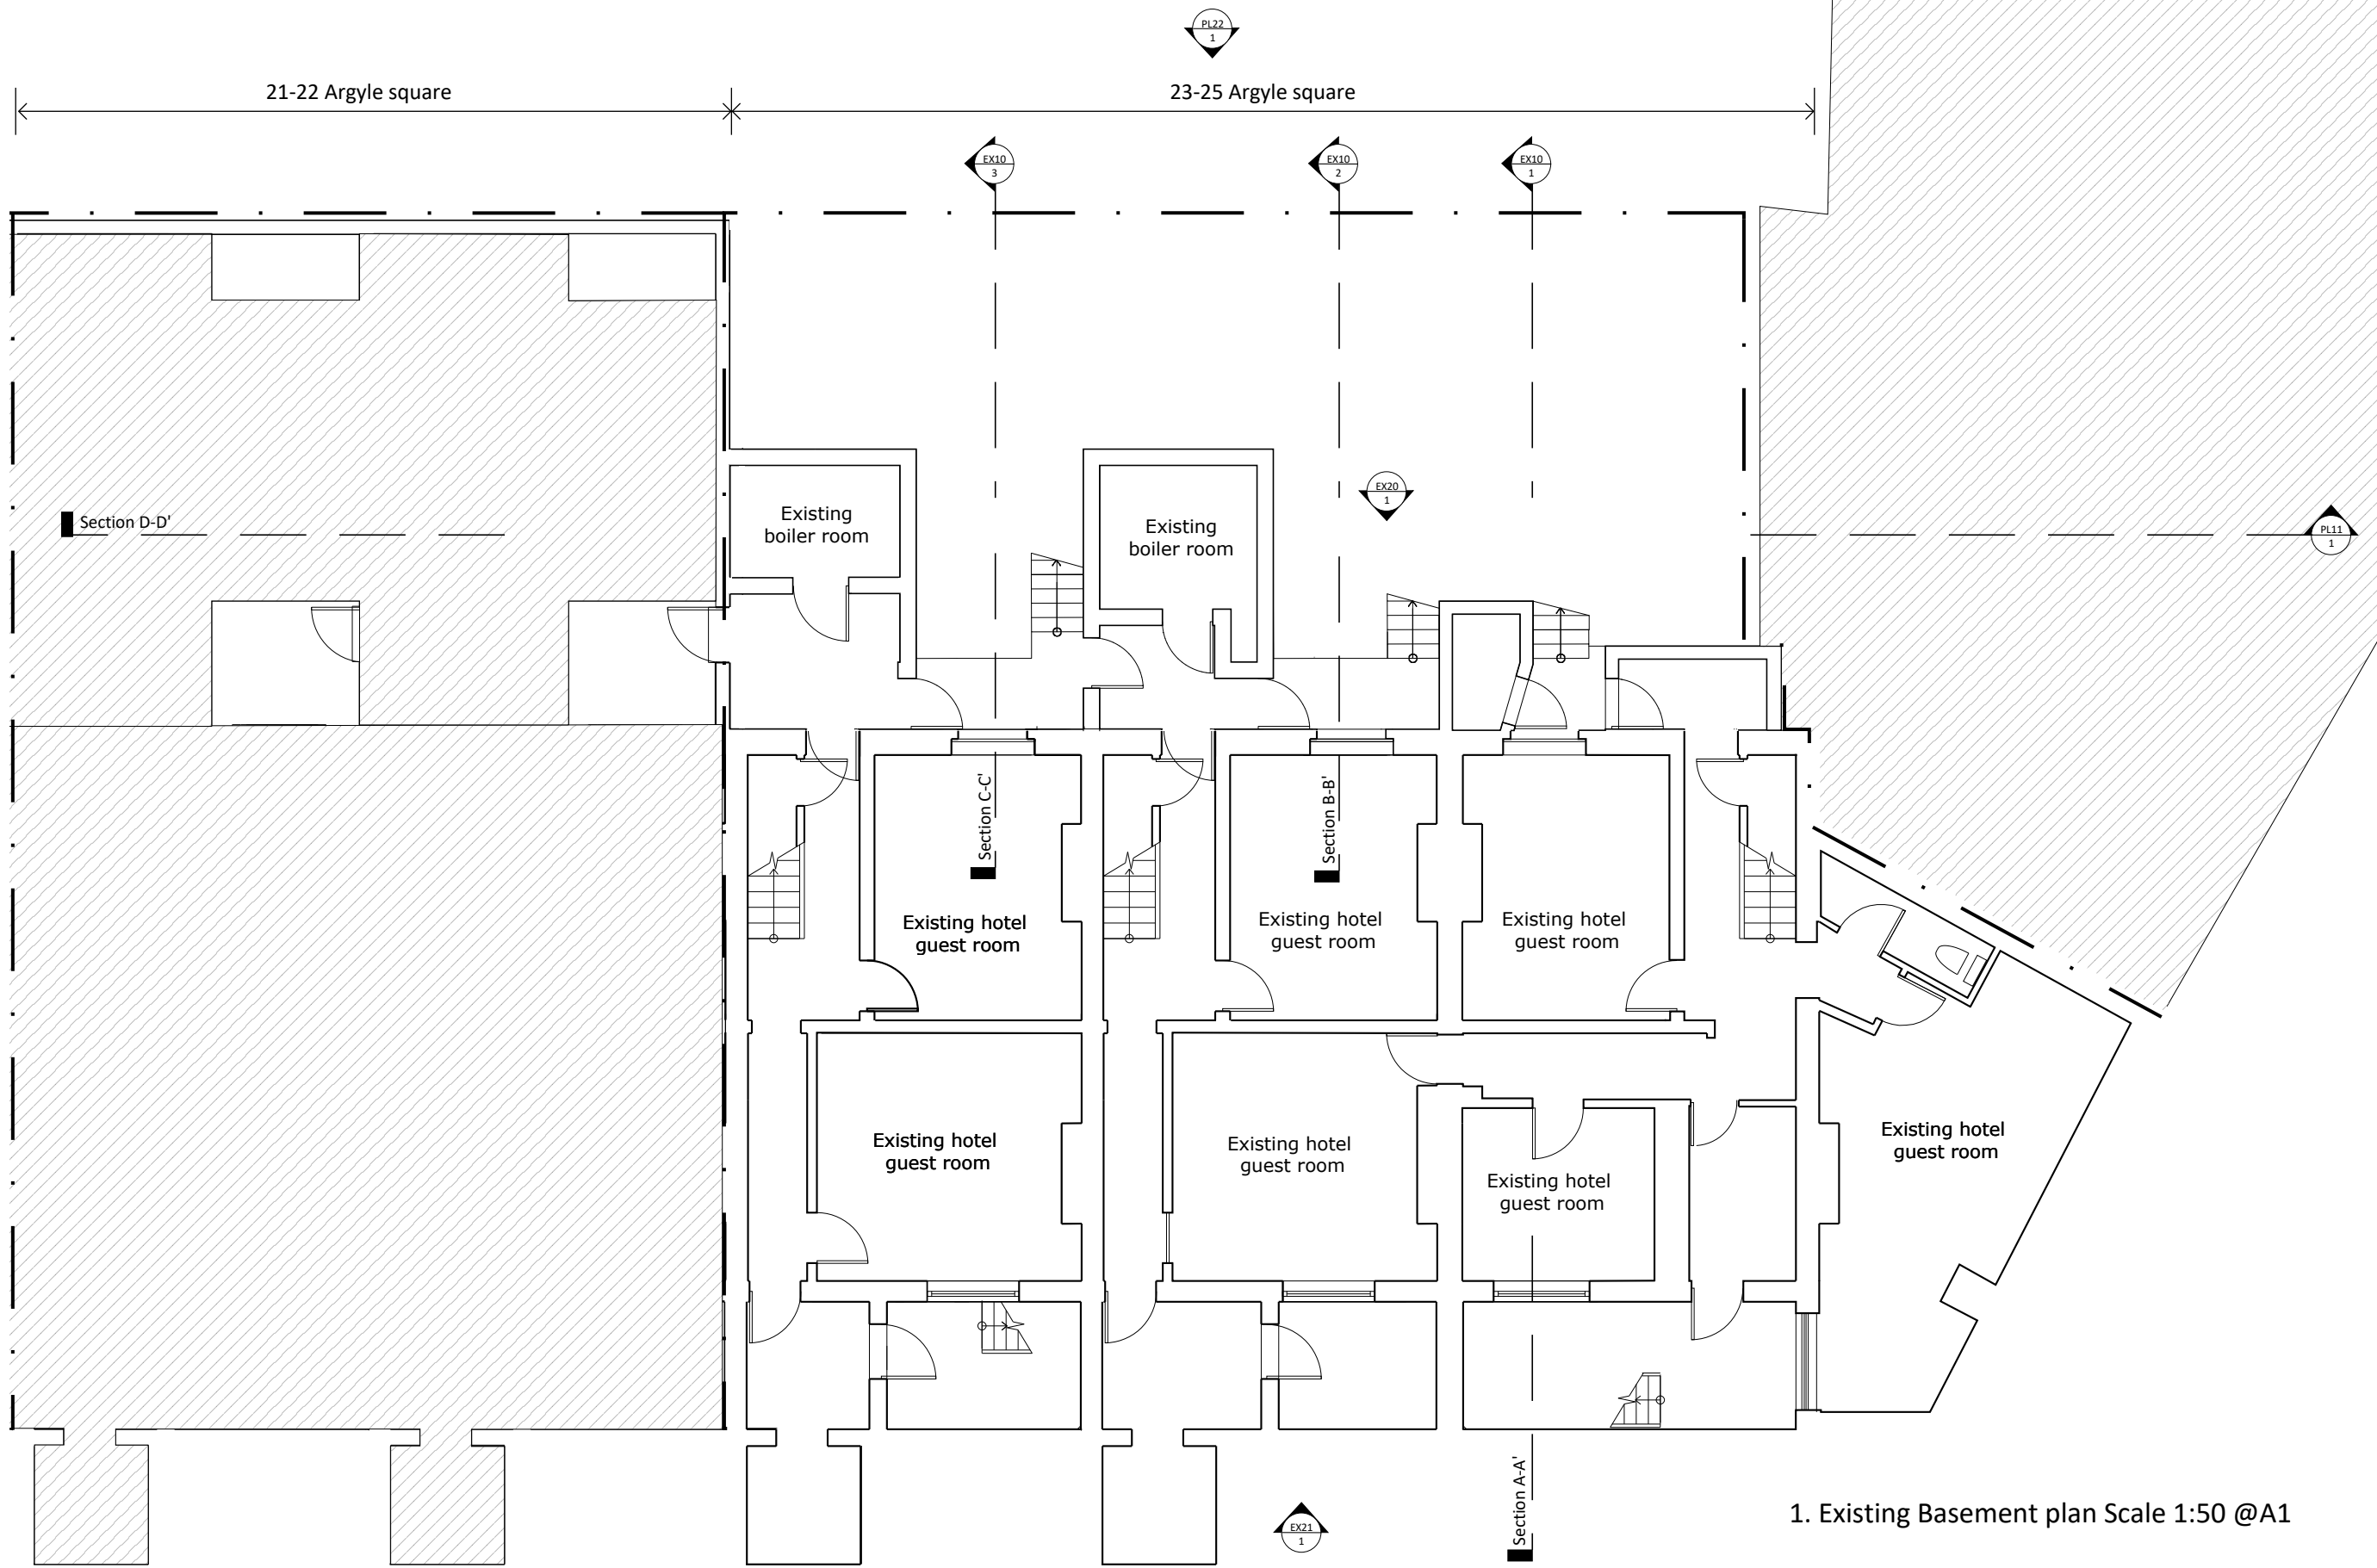 PL22
1
21-22 Argyle square
23-25 Argyle square
EX10
3
EX10
2
EX10
1
Section D-D'
Existing
boiler room
Existing
boiler room
EX20
1
PL11
1
Section C-C'
Section B-B'
Existing hotel
guest room
Existing hotel
guest room
Existing hotel
guest room
Existing hotel
guest room
Existing hotel
guest room
Existing hotel
guest room
Existing hotel
guest room
Section A-A'
EX21
1
1. Existing Basement plan Scale 1:50 @A1